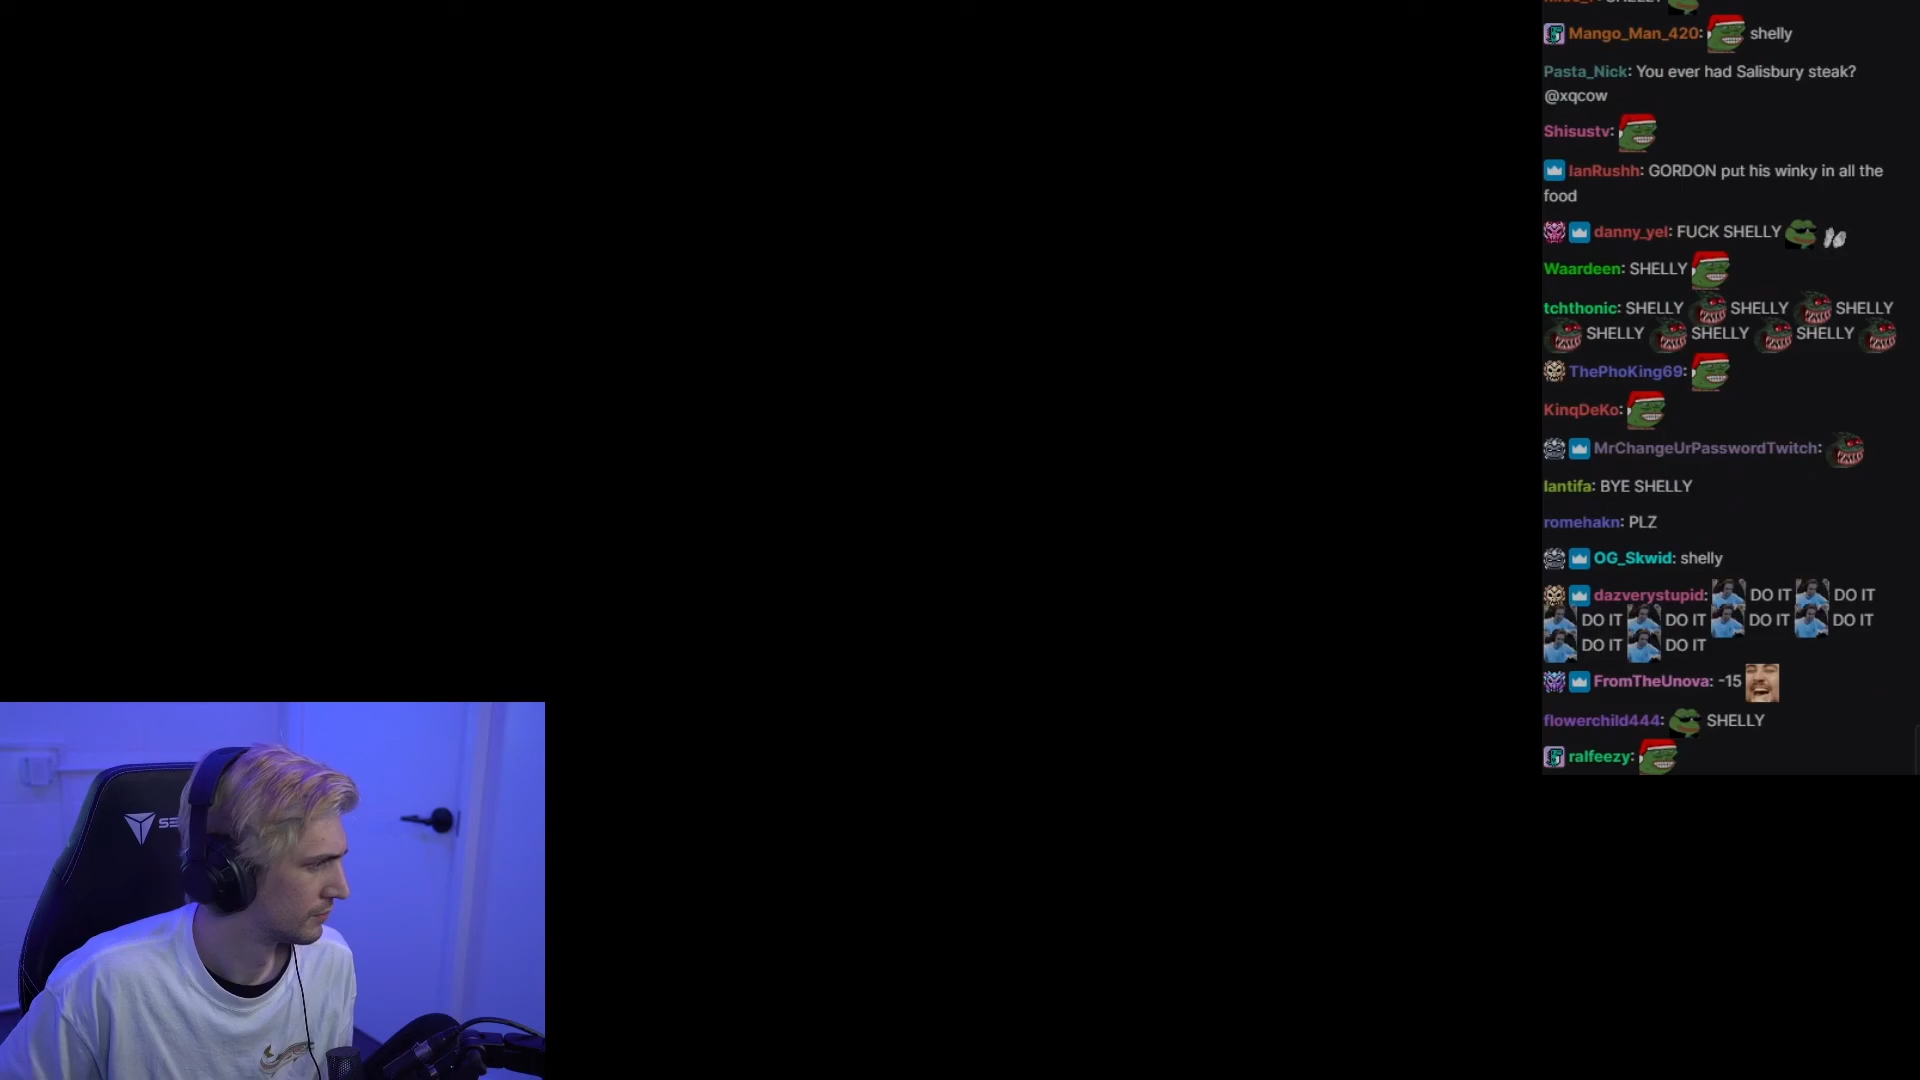 Mango_Man_420: shelly
Pasta_Nick: You ever had Salisbury steak?
@xqcow
Shisustv:
IanRushh: GORDON put his winky in all the
food
danny_yel: FUCK SHELLY
Waardeen: SHELLY
tchthonic: SHELLY SHELLY SHELLY
SHELLY SHELLY SHELLY
ThePhoKing69:
KinqDeKo:
MrChangeUrPasswordTwitch:
lantifa: BYE SHELLY
romehakn: PLZ
OG_Skwid: shelly
dazverystupid: DO IT DO IT
DO IT DO IT DO IT DO IT
DO IT DO IT
FromTheUnova: -15
flowerchild444: SHELLY
ralfeezy: